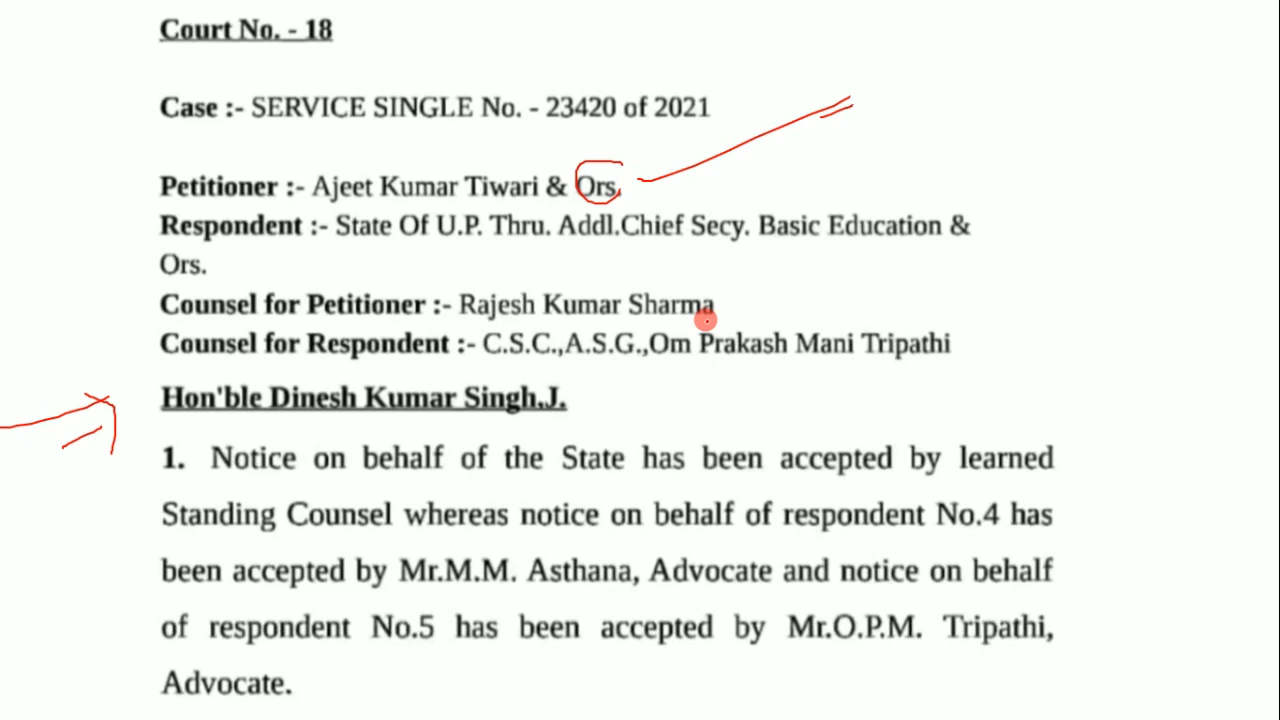 Court No. - 18
Case :- SERVICE SINGLE No. - 23420 of 2021
Petitioner :- Ajeet Kumar Tiwari & Ors.
Respondent :- State Of U.P. Thru. Addl.Chief Secy. Basic Education &
Ors.
Counsel for Petitioner :- Rajesh Kumar Sharma
Counsel for Respondent :- C.S.C.,A.S.G.,Om Prakash Mani Tripathi
Hon'ble Dinesh Kumar Singh,J.
1. Notice on behalf of the State has been accepted by learned
Standing Counsel whereas notice on behalf of respondent No.4 has
been accepted by Mr.M.M. Asthana, Advocate and notice on behalf
of respondent No.5 has been accepted by Mr.O.P.M. Tripathi,
Advocate.